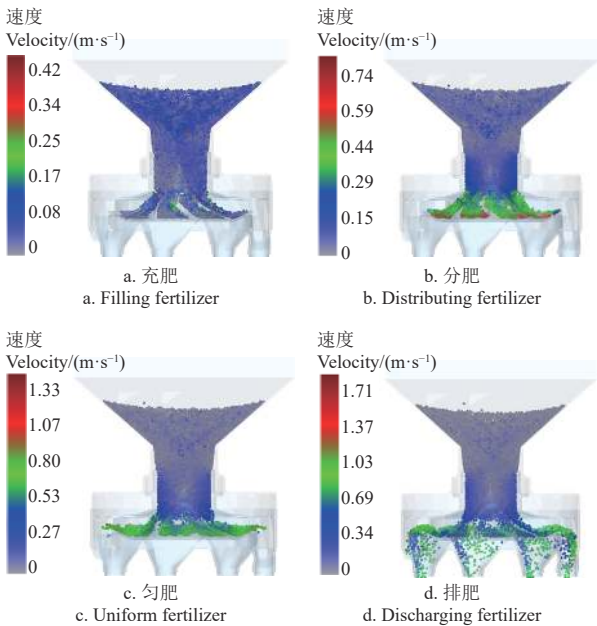 速度
Velocity/(m·s⁻¹)
0.42
0.34
0.25
0.17
0.08
0
a. 充肥
a. Filling fertilizer
速度
Velocity/(m·s⁻¹)
0.74
0.59
0.44
0.29
0.15
0
b. 分肥
b. Distributing fertilizer
速度
Velocity/(m·s⁻¹)
1.33
1.07
0.80
0.53
0.27
0
c. 匀肥
c. Uniform fertilizer
速度
Velocity/(m·s⁻¹)
1.71
1.37
1.03
0.69
0.34
0
d. 排肥
d. Discharging fertilizer